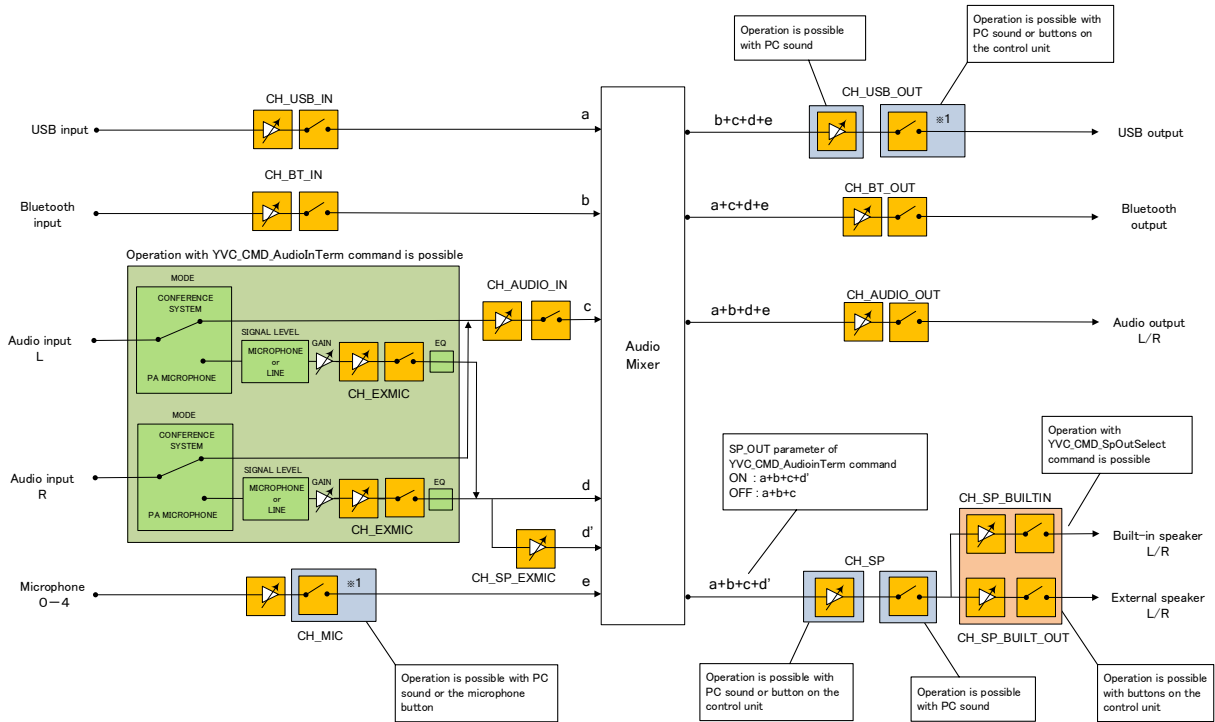 Operation is possible
with PC sound
Operation is possible with
PC sound or buttons on
the control unit
CH_USB_IN
CH_USB_OUT
USB input
a
b+c+d+e
※1
USB output
CH_BT_IN
CH_BT_OUT
Bluetooth
input
b
a+c+d+e
Bluetooth
output
Operation with YVC_CMD_AudioInTerm command is possible
MODE
CONFERENCE
SYSTEM
CH_AUDIO_IN
c
CH_AUDIO_OUT
a+b+d+e
Audio input
L
SIGNAL LEVEL
MICROPHONE
or
LINE
GAIN
EQ
PA MICROPHONE
CH_EXMIC
Audio
Mixer
Audio output
L/R
MODE
CONFERENCE
SYSTEM
Audio input
R
SIGNAL LEVEL
MICROPHONE
or
LINE
GAIN
EQ
PA MICROPHONE
CH_EXMIC
d
d'
CH_SP_EXMIC
SP_OUT parameter of
YVC_CMD_AudioinTerm command
ON : a+b+c+d'
OFF : a+b+c
Operation with
YVC_CMD_SpOutSelect
command is possible
CH_SP_BUILTIN
Built-in speaker
L/R
Microphone
0-4
※1
e
CH_MIC
a+b+c+d'
CH_SP
External speaker
L/R
CH_SP_BUILT_OUT
Operation is possible with PC
sound or the microphone
button
Operation is possible with
PC sound or button on the
control unit
Operation is possible
with PC sound
Operation is possible
with buttons on the
control unit